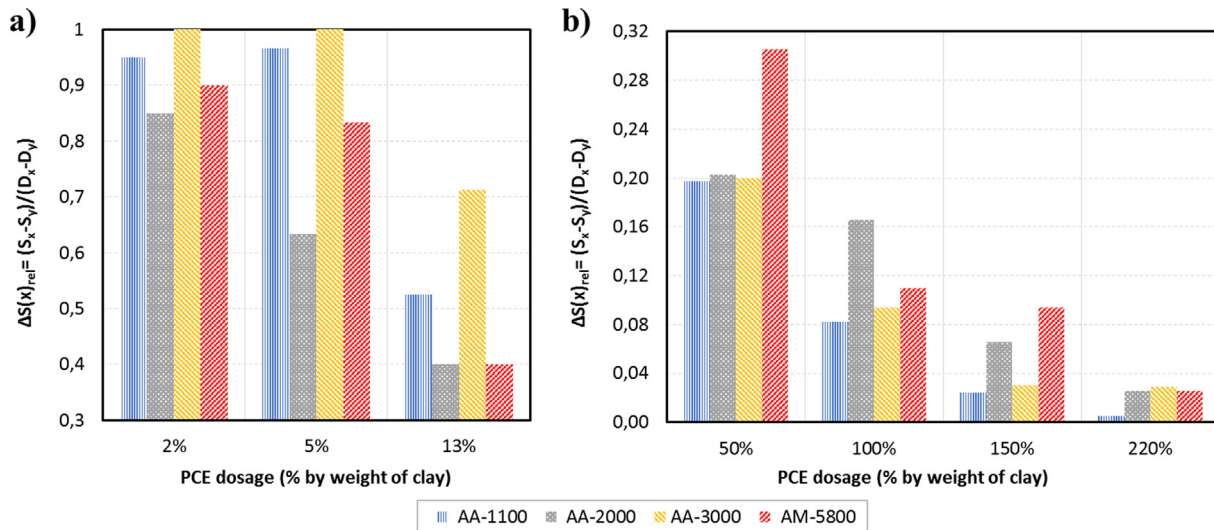 a)
ΔS(x)rel= (Sx-Sy)/(Dx-Dy)
1
0,9
0,8
0,7
0,6
0,5
0,4
0,3
2%
5%
13%
PCE dosage (% by weight of clay)
b)
ΔS(x)rel= (Sx-Sy)/(Dx-Dy)
0,32
0,28
0,24
0,20
0,16
0,12
0,08
0,04
0,00
50%
100%
150%
220%
PCE dosage (% by weight of clay)
AA-1100
AA-2000
AA-3000
AM-5800